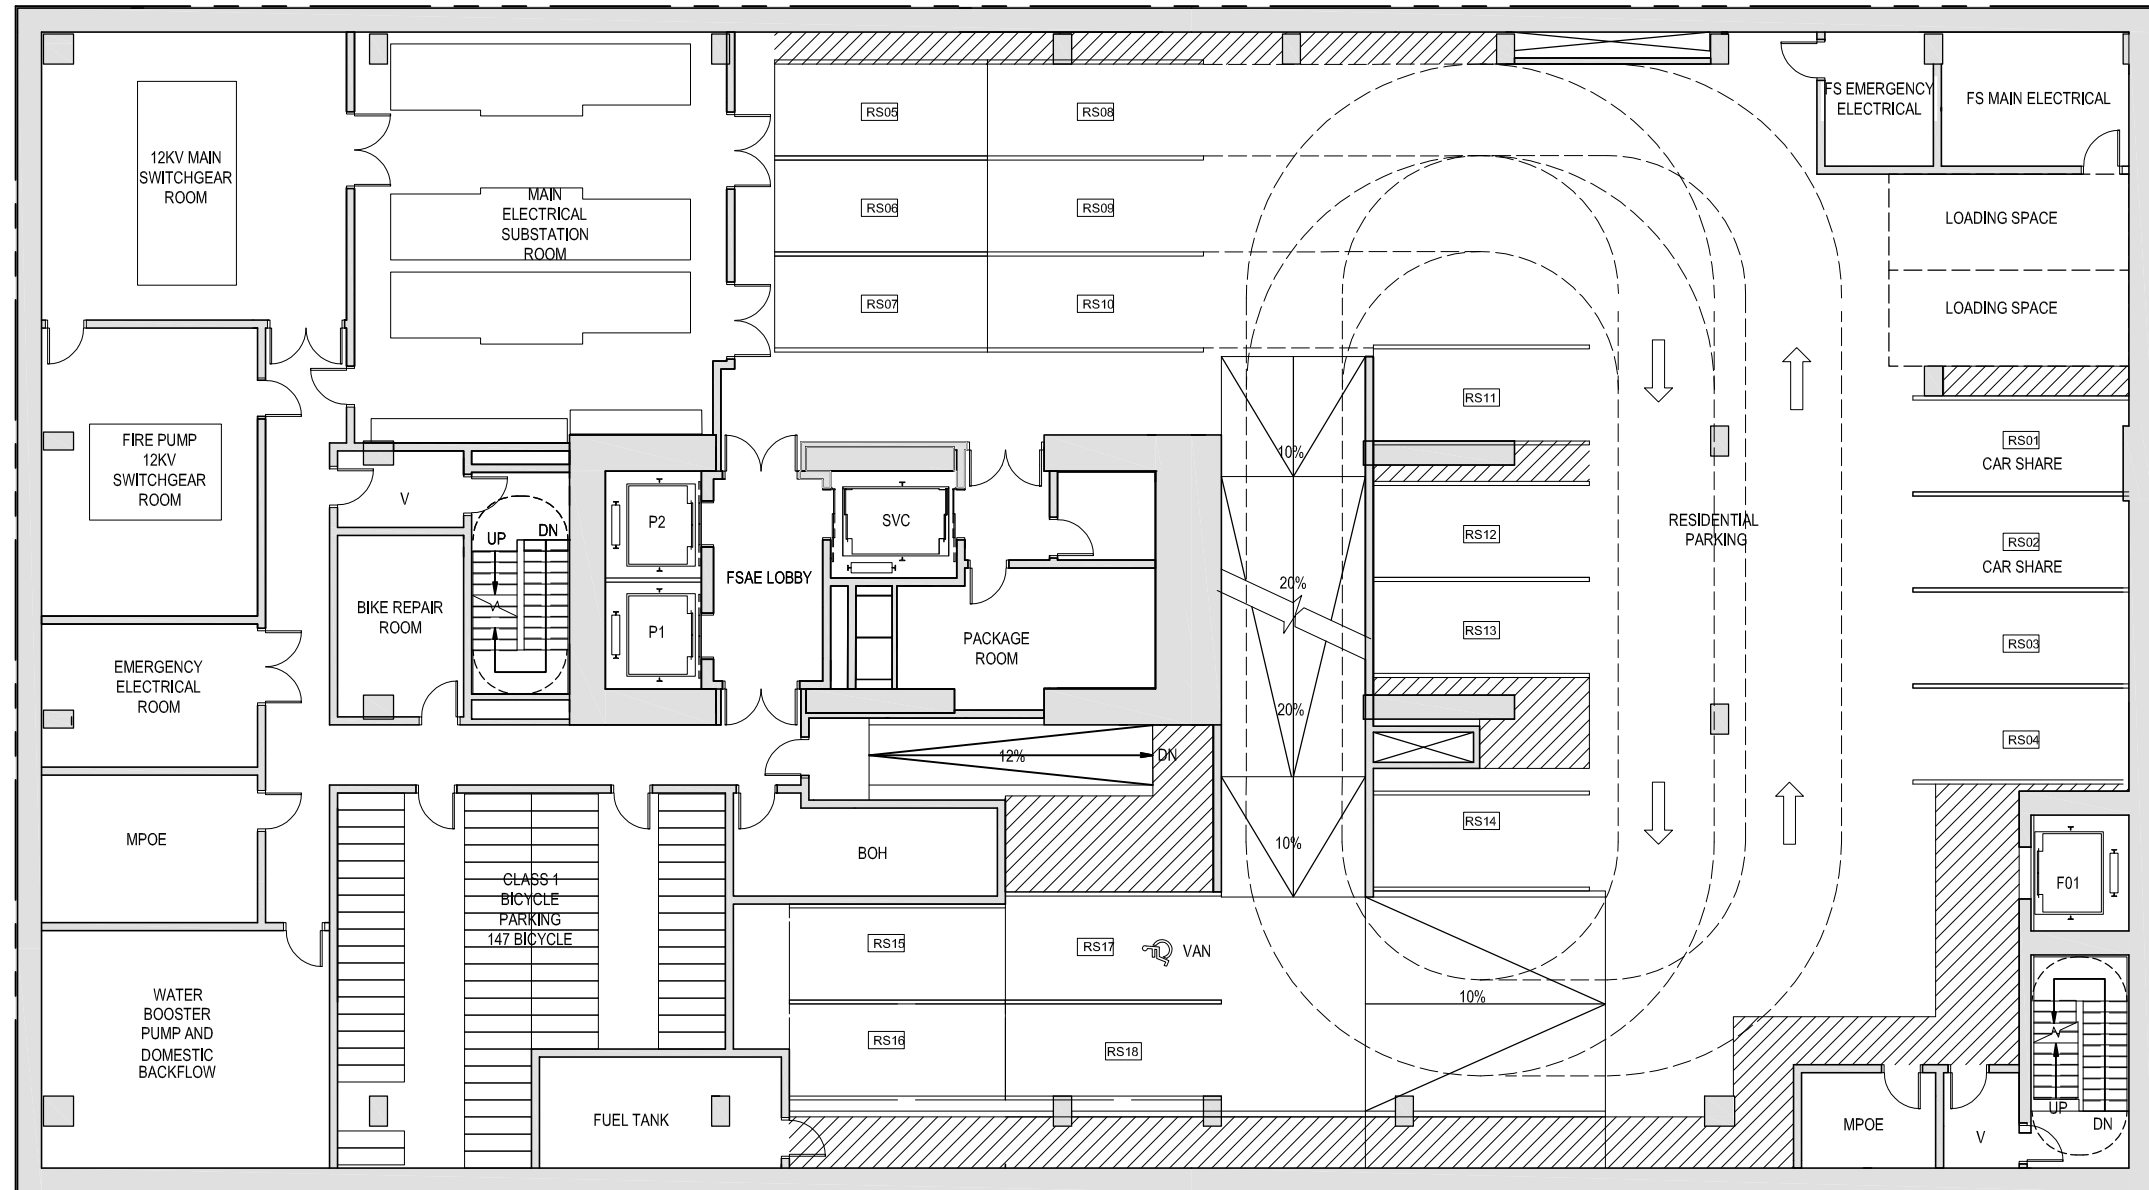 12KV MAIN
SWITCHGEAR
ROOM
MAIN
ELECTRICAL
SUBSTATION
ROOM
RS05
RS08
RS06
RS09
RS07
RS10
FS EMERGENCY
ELECTRICAL
FS MAIN ELECTRICAL
LOADING SPACE
LOADING SPACE
FIRE PUMP
12KV
SWITCHGEAR
ROOM
V
UP
DN
P2
P1
FSAE LOBBY
SVC
PACKAGE
ROOM
BIKE REPAIR
ROOM
10%
20%
20%
10%
RS11
RS12
RS13
RS14
RESIDENTIAL
PARKING
RS01
CAR SHARE
RS02
CAR SHARE
RS03
RS04
EMERGENCY
ELECTRICAL
ROOM
12%
DN
MPOE
BOH
CLASS 1
BICYCLE
PARKING
147 BICYCLE
F01
RS15
RS17
VAN
RS16
RS18
10%
WATER
BOOSTER
PUMP AND
DOMESTIC
BACKFLOW
FUEL TANK
MPOE
V
UP
DN